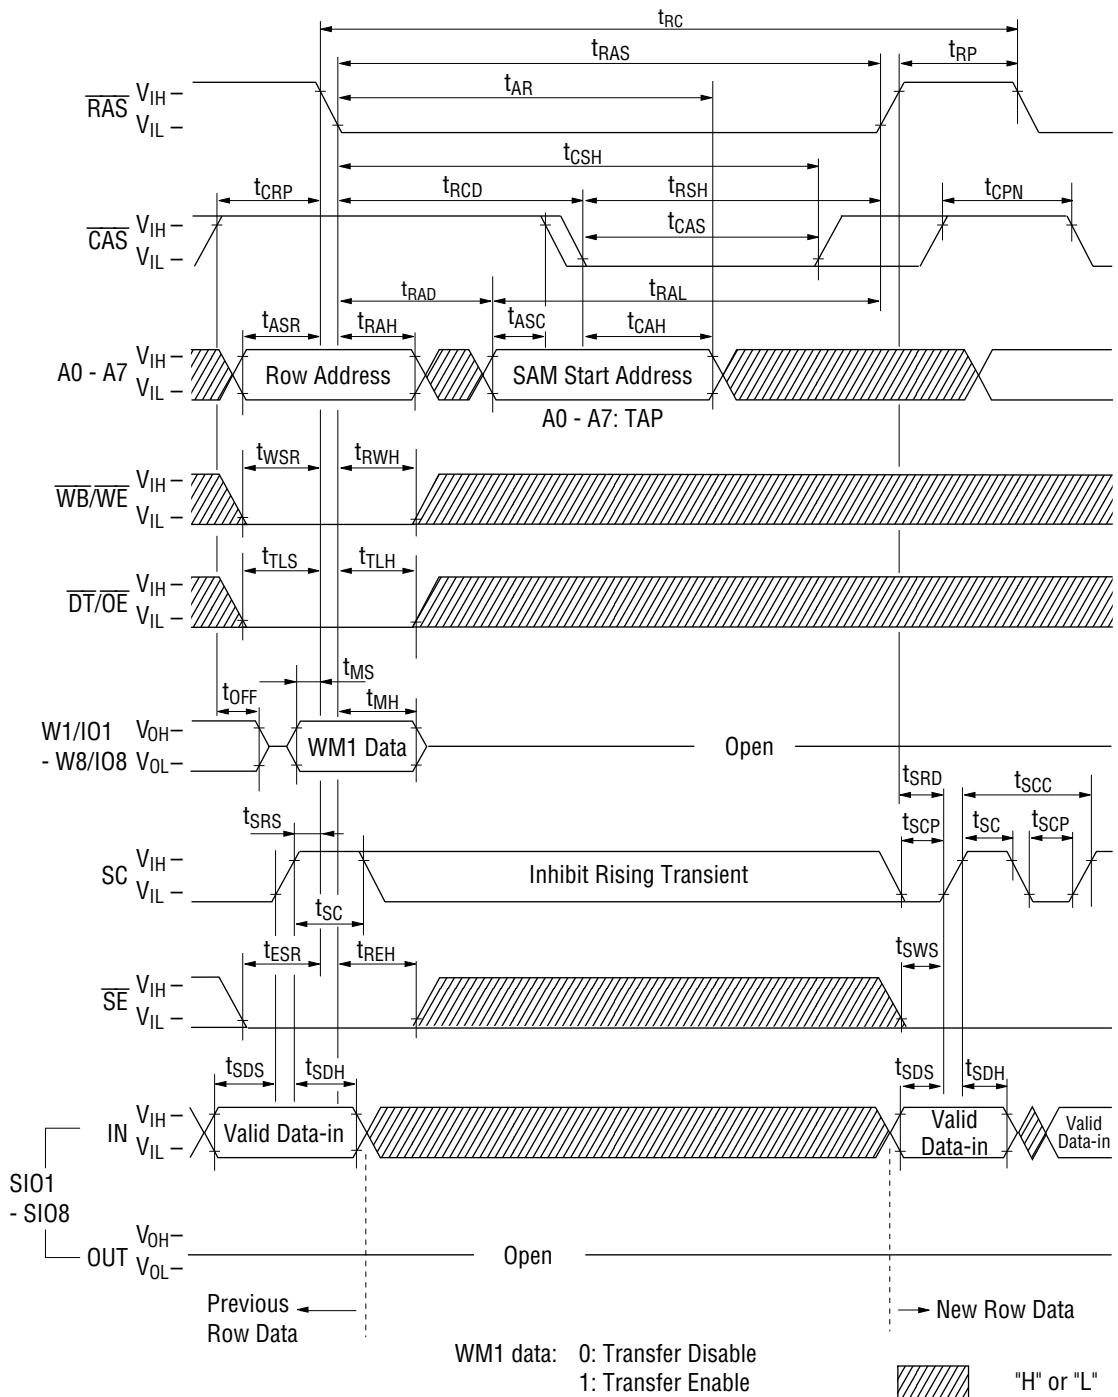 tRC
tRAS
tRP
tAR
RAS VIH
VIL
tCSH
tCRP
tRCD
tRSH
tCPN
CAS VIH
VIL
tCAS
tRAD
tRAL
tASR
tRAH
tASC
tCAH
A0 - A7 VIH
VIL
Row Address
SAM Start Address
A0 - A7: TAP
tWSR
tRWH
WB/WE VIH
VIL
tTLS
tTLH
DT/OE VIH
VIL
tMS
tOFF
tMH
W1/IO1 VOH
- W8/IO8 VOL
WM1 Data
Open
tSRD
tSCC
tSRS
tSCP
tSC
tSCP
SC VIH
VIL
Inhibit Rising Transient
tSC
tESR
tREH
tSWS
SE VIH
VIL
tSDS
tSDH
tSDS
tSDH
IN VIH
VIL
Valid Data-in
Valid
Data-in
Valid
Data-in
SIO1
- SIO8
OUT VOH
VOL
Open
Previous
Row Data
New Row Data
WM1 data: 0: Transfer Disable
1: Transfer Enable
"H" or "L"